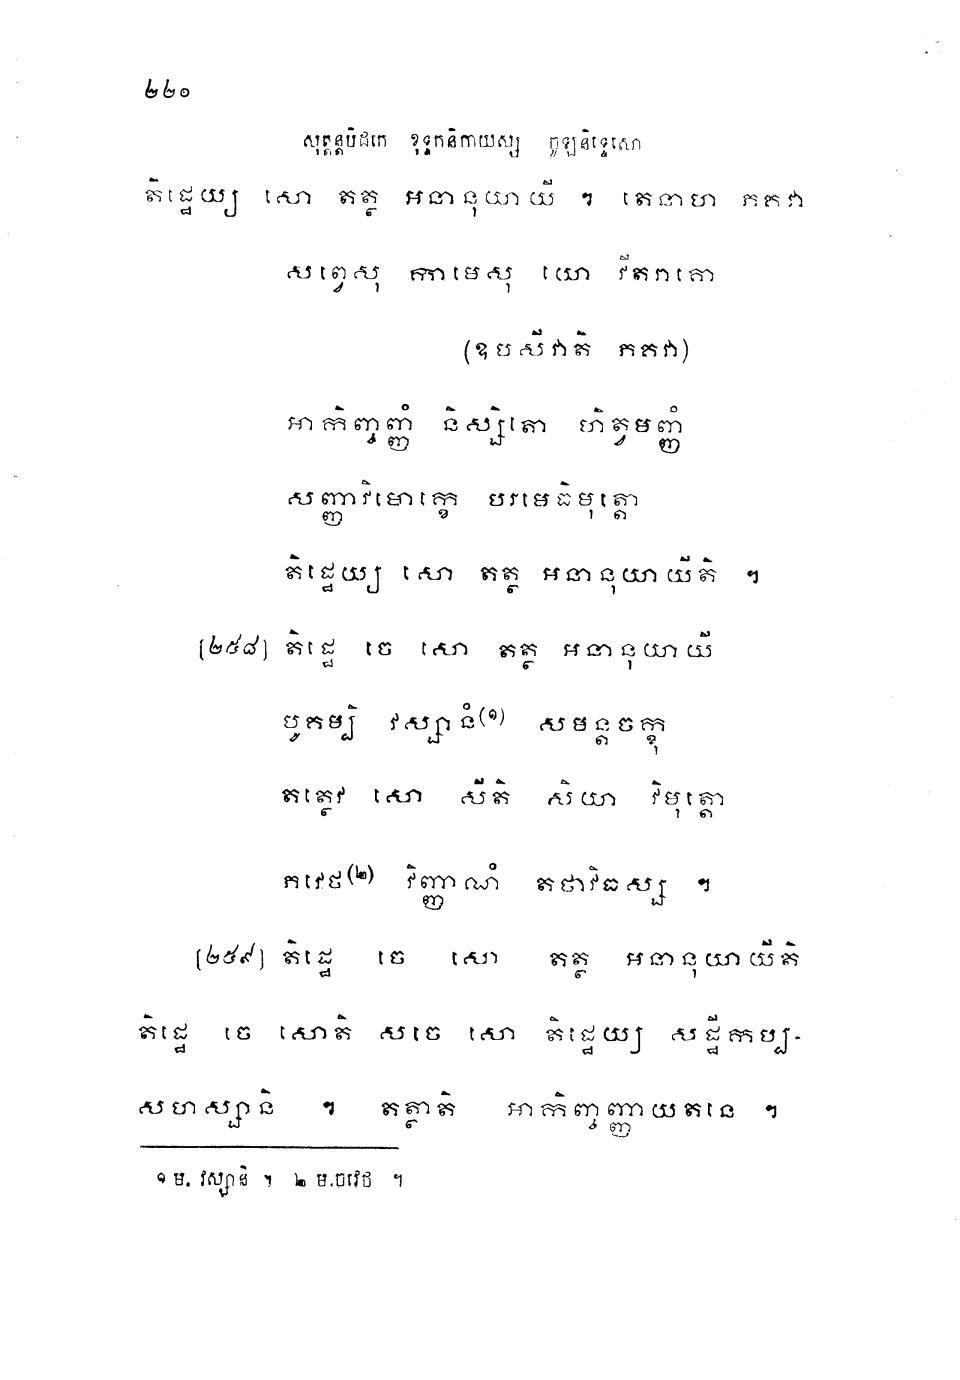 ២២០
សុត្តន្តបិដកេ ខុទ្ទកនិកាយស្ស ចូឡនិទ្ទេសោ
តិដ្ឋេយ្យ សោ តត្ថ អនានុយាយី ។ តេនាហ ភគវា
សព្វេសុ កាមេសុ យោ វីតរាគោ
(ឧបសីវាតិ ភគវា)
អាកិញ្ចញ្ញំ និស្សិតោ ហិត្វមញ្ញំ
សញ្ញាវិមោក្ខេ បរមេធិមុត្តោ
តិដ្ឋេយ្យ សោ តត្ថ អនានុយាយីតិ ។
[២៥៨] តិដ្ឋេ ចេ សោ តត្ថ អនានុយាយី
បូគម្បិ វស្សានំ(១) សមន្តចក្ខុ
តត្ថេវ សោ សីតិ សិយា វិមុត្តោ
ភវេថ(២) វិញ្ញាណំ តថាវិធស្ស ។
[២៥៩] តិដ្ឋេ ចេ សោ តត្ថ អនានុយាយីតិ
តិដ្ឋេ ចេ សោតិ សចេ សោ តិដ្ឋេយ្យ សដ្ឋីកប្ប-
សហស្សានិ ។ តត្ថាតិ អាកិញ្ចញ្ញាយតនេ ។
១ ម. វស្សានិ ។ ២ ម.ចវេថ ។